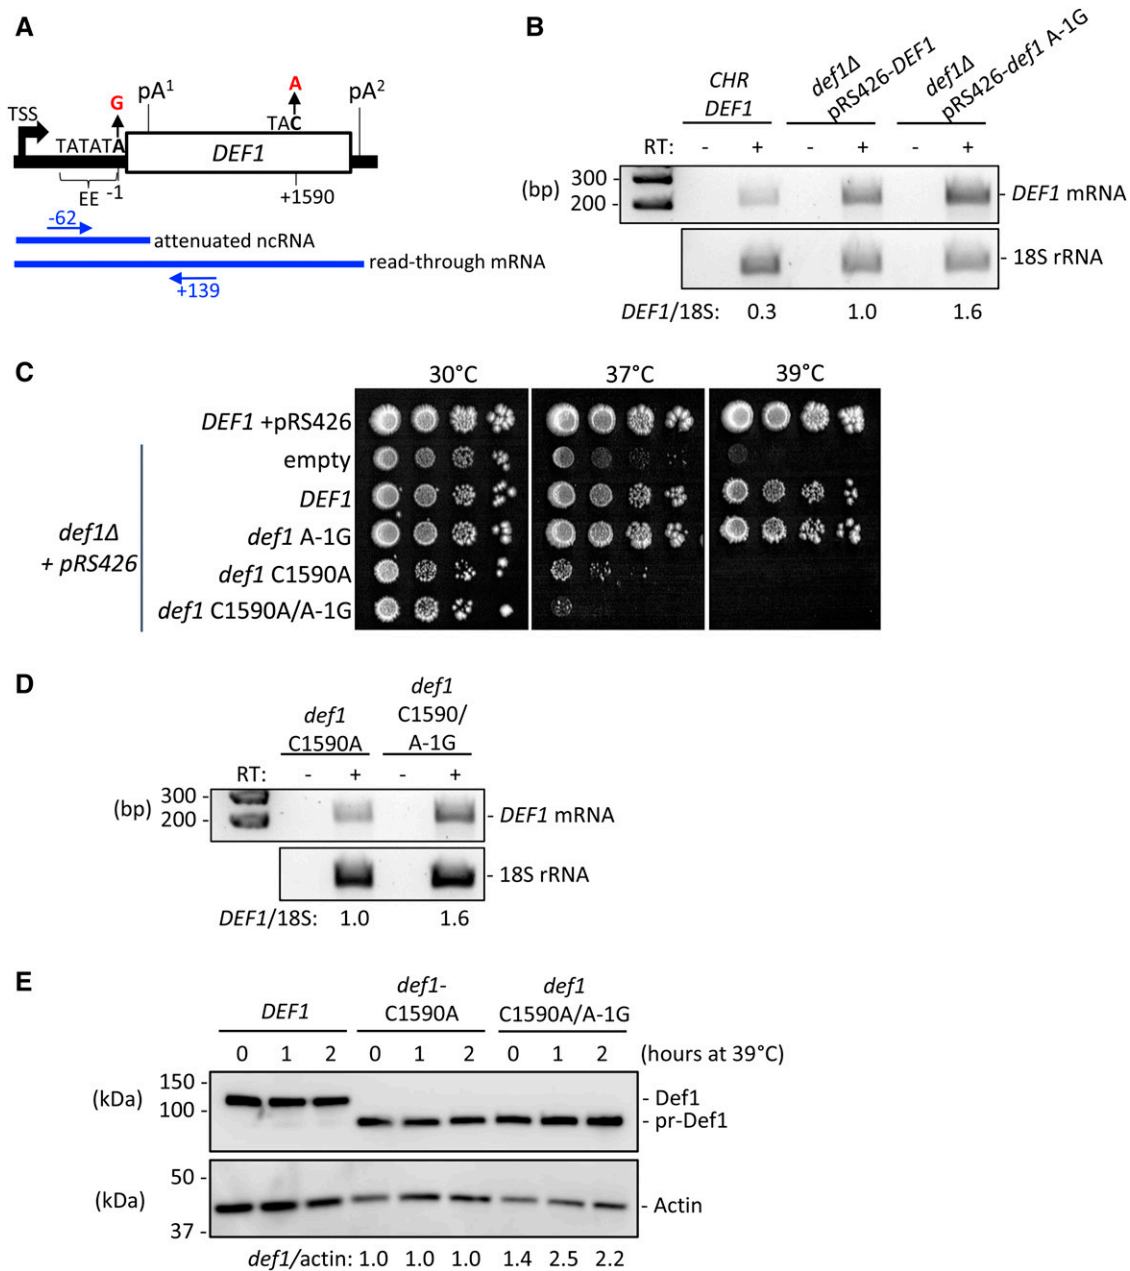 A
TSS
G
pA1
A
pA2
TATATA
TAC
DEF1
EE
-1
+1590
-62
attenuated ncRNA
read-through mRNA
+139
B
CHR
DEF1
def1Δ
pRS426-DEF1
def1Δ
pRS426-def1 A-1G
RT: - + - + - +
(bp)
300 -
200 -
- DEF1 mRNA
- 18S rRNA
DEF1/18S: 0.3 1.0 1.6
C
30°C 37°C 39°C
DEF1 +pRS426
empty
DEF1
def1 A-1G
def1 C1590A
def1 C1590A/A-1G
def1Δ
+ pRS426
D
def1
C1590A
def1
C1590/
A-1G
RT: - + - +
(bp)
300 -
200 -
- DEF1 mRNA
- 18S rRNA
DEF1/18S: 1.0 1.6
E
DEF1
def1-
C1590A
def1
C1590A/A-1G
0 1 2 0 1 2 0 1 2 (hours at 39°C)
(kDa)
150 -
100 -
- Def1
- pr-Def1
(kDa)
50 -
37 -
- Actin
def1/actin: 1.0 1.0 1.0 1.4 2.5 2.2